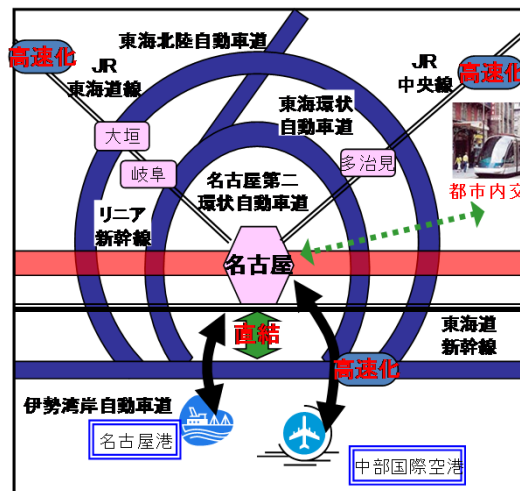 東海北陸自動車道
高速化
JR
東海道線
JR
中央線
高速化
東海環状
自動車道
大垣
岐阜
多治見
都市内交
名古屋第二
環状自動車道
リニア
新幹線
名古屋
直結
東海道
新幹線
高速化
伊勢湾岸自動車道
名古屋港
中部国際空港